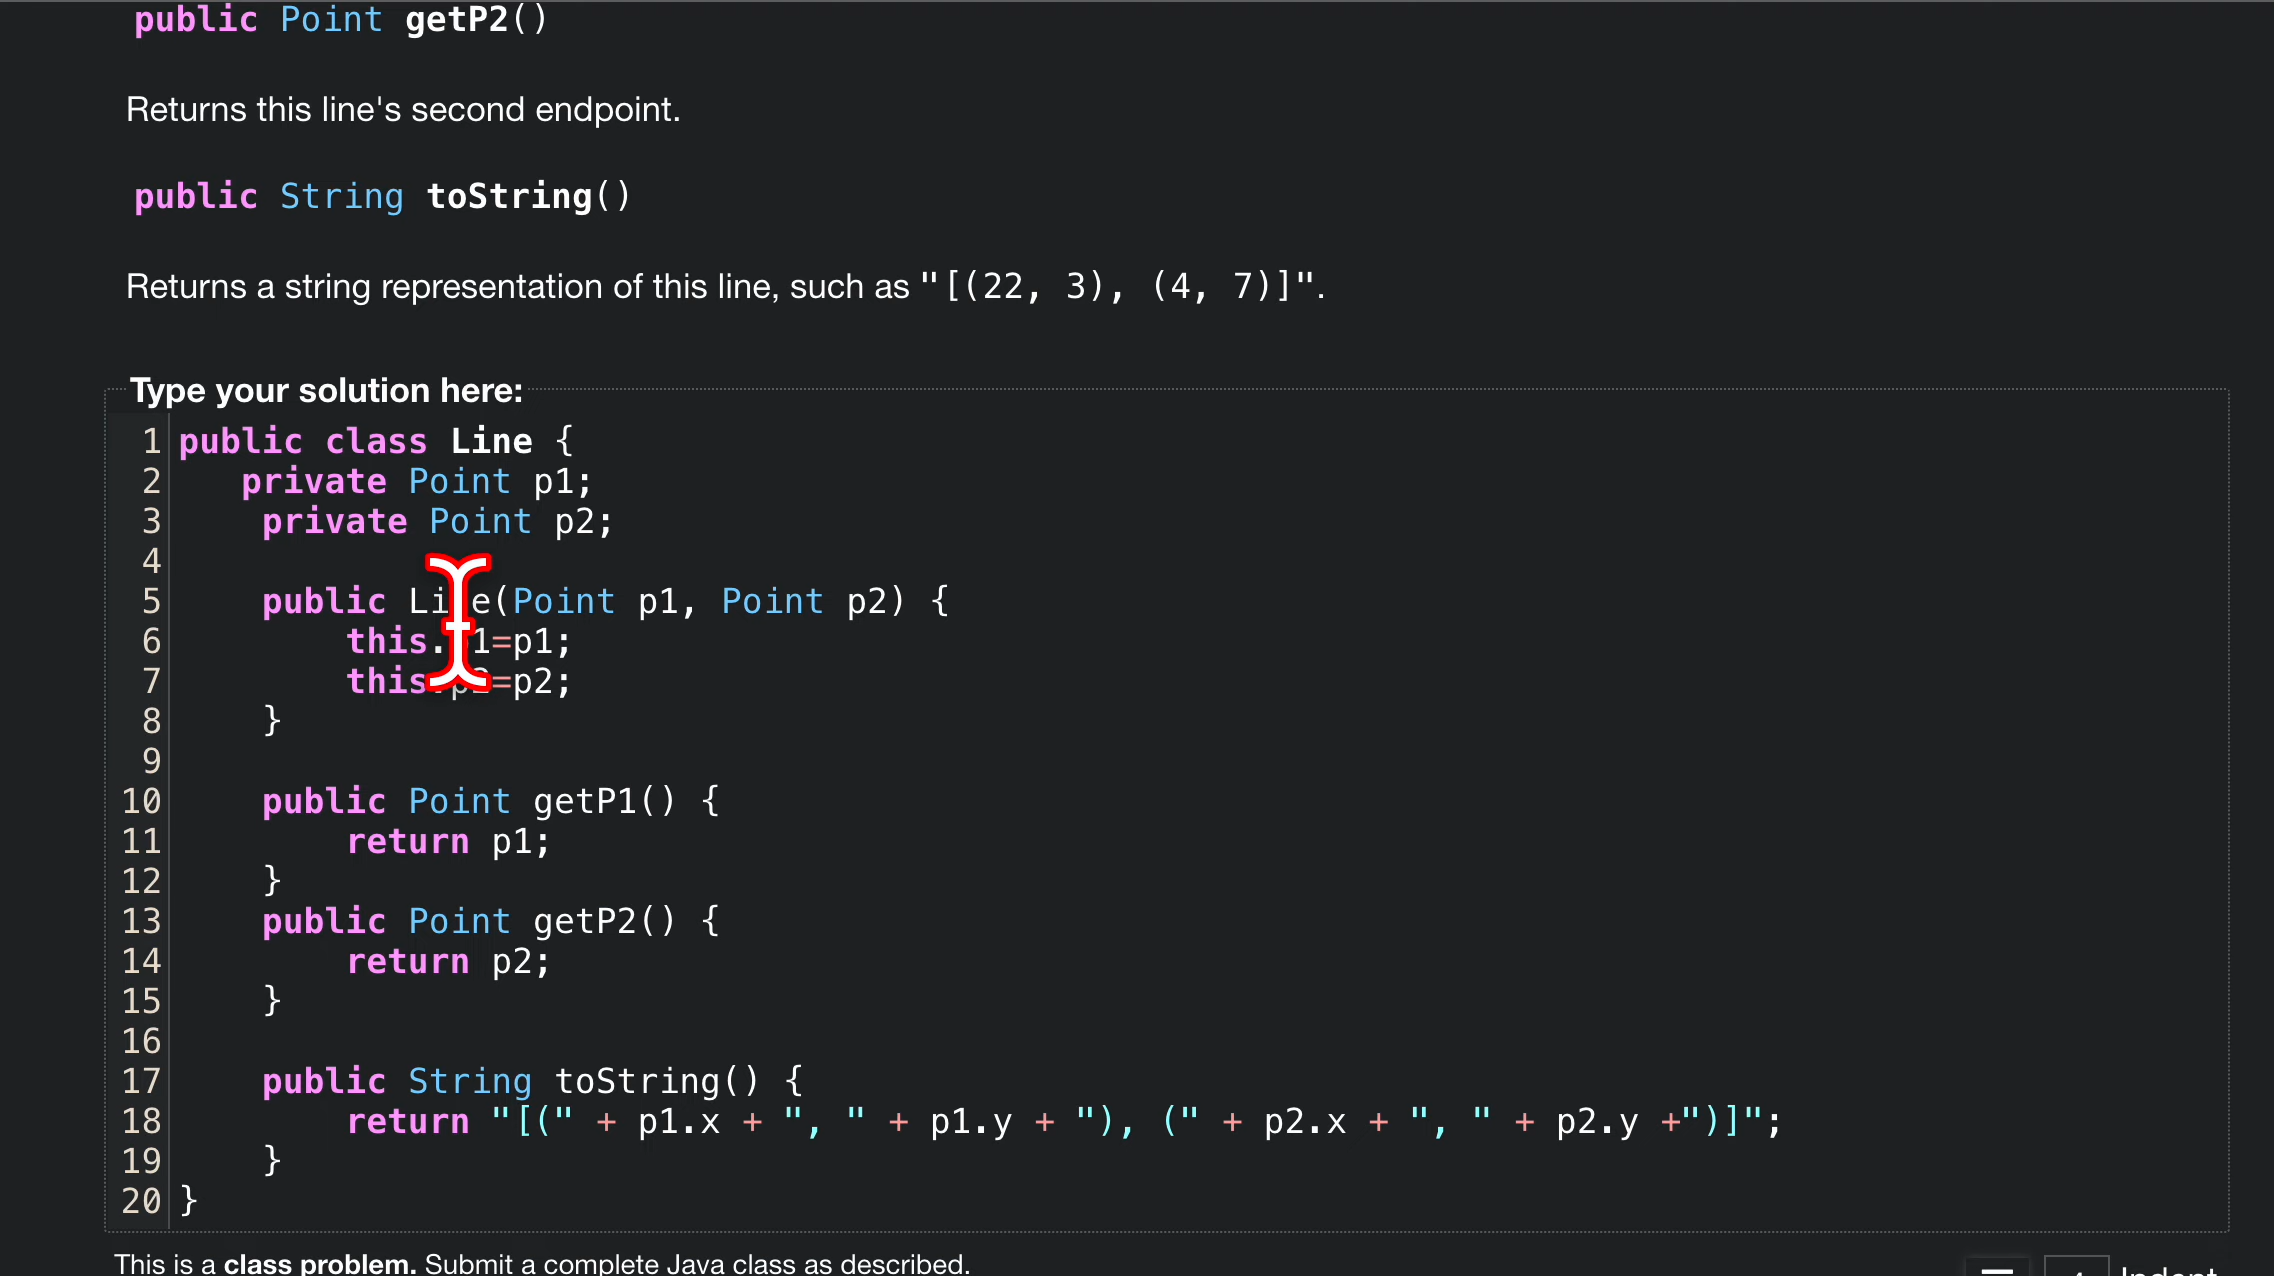 public Point getP2()
Returns this line's second endpoint.
public String toString()
Returns a string representation of this line, such as "[(22, 3), (4, 7)]".
Type your solution here:
1 public class Line {
2 private Point p1;
3 private Point p2;
4
5 public Line(Point p1, Point p2) {
6 this.p1=p1;
7 this.p2=p2;
8 }
9
10 public Point getP1() {
11 return p1;
12 }
13 public Point getP2() {
14 return p2;
15 }
16
17 public String toString() {
18 return "[(" + p1.x + ", " + p1.y + "), (" + p2.x + ", " + p2.y +")]";
19 }
20 }
This is a class problem. Submit a complete Java class as described.
Indent